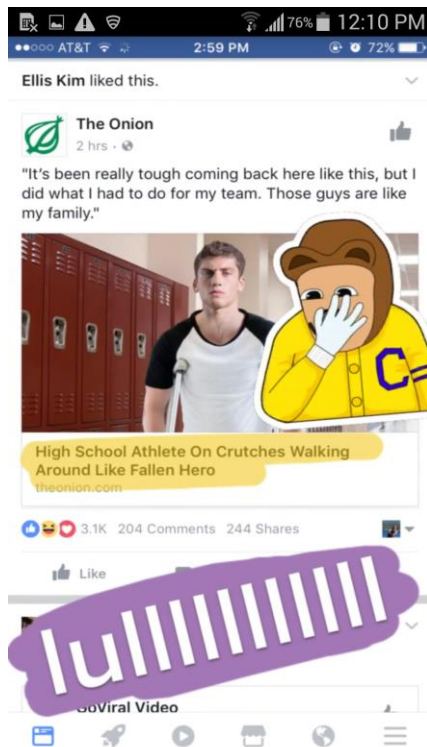 76% 12:10 PM
AT&T 2:59 PM 72%
Ellis Kim liked this.
The Onion
2 hrs ·
"It's been really tough coming back here like this, but I
did what I had to do for my team. Those guys are like
my family."
C
High School Athlete On Crutches Walking
Around Like Fallen Hero
theonion.com
3.1K 204 Comments 244 Shares
Like
lullllllllllll
GoViral Video